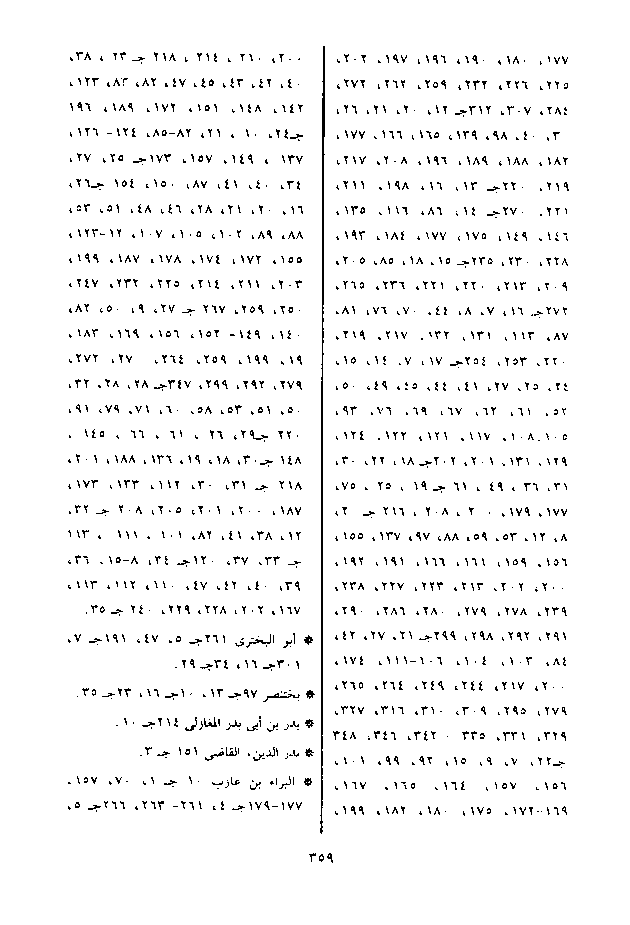 ١٧٧، ١٨٠، ١٩٠، ١٩٦، ١٩٧، ٢٠٢،
٢٢٥، ٢٢٦، ٢٣٢، ٢٥٩، ٢٦٢، ٢٧٢،
٢٨٤، ٣٠٧، ٣١٢جـ ١٢، ٢٠، ٢١، ٢٦،
٣٠، ٤٠، ٩٨، ١٣٩، ١٦٥، ١٦٦، ١٧٧،
١٨٢، ١٨٨، ١٨٩، ١٩٦، ٢٠٨، ٢١٧،
٢١٩، ٢٢٠جـ ١٣، ١٦، ١٩٨، ٢١١،
٢٢١، ٢٧٠جـ ١٤، ٨٦، ١١٦، ١٣٥،
١٤٦، ١٤٩، ١٧٥، ١٧٧، ١٨٤، ١٩٣،
٢٢٨، ٢٣٠، ٢٣٥جـ ١٥، ١٨، ٨٥، ٢٠٥،
٢٠٩، ٢١٣، ٢٢٠، ٢٢١، ٢٣٦، ٢٦٥،
٢٧٢جـ ١٦، ٧، ٨، ٤٤، ٧٠، ٧٦، ٨١،
٨٧، ١١٣، ١٣١، ١٣٢، ٢١٧، ٢١٩،
٢٢٠، ٢٥٣، ٢٥٤جـ ١٧، ٧، ١٤، ١٥،
٢٤، ٢٥، ٢٧، ٤١، ٤٤، ٤٥، ٤٩، ٥٠،
٥٢، ٦١، ٦٢، ٦٧، ٦٩، ٧٦، ٩٣،
١٠٥، ١٠٨، ١١٧، ١٢١، ١٢٢، ١٢٤،
١٢٩، ١٣١، ٢٠١، ٢٠٢جـ ١٨، ٢٢، ٣٠،
٣١، ٣٦ ، ٤٩ ، ٦١ جـ ١٩ ، ٢٥ ، ٧٥،
١٧٧، ١٧٩، ٢٠ ، ٢٠٨ ، ٢١٦ جـ ٢٠،
٨، ١٢، ٥٣، ٥٩، ٨٨، ٩٧، ١٣٧، ١٥٥،
١٥٦، ١٥٩، ١٦١، ١٦٦، ١٩١، ١٩٢،
٢٠٠، ٢٠٢، ٢١٣، ٢٢٣، ٢٢٧، ٢٣٨،
٢٣٩، ٢٧٨، ٢٧٩، ٢٨٠، ٢٨٦، ٢٩٠،
٢٩١، ٢٩٢، ٢٩٨، ٢٩٩جـ ٢١، ٢٧، ٤٢،
٨٤، ١٠٣، ١٠٤، ١٠٦-١١١، ١٧٤،
٢٠٠، ٢١٧، ٢٤٤، ٢٤٩، ٢٦٤، ٢٦٥،
٢٧٩، ٢٩٥، ٣٠٩، ٣١٠، ٣١٦، ٣٢٧،
٣٢٩، ٣٣١، ٣٣٥، ٣٤٢، ٣٤٦، ٣٤٨
جـ٢٢، ٧، ٩، ١٥، ٩٢، ٩٩، ١٠١،
١٥٦، ١٥٧، ١٦٤، ١٦٥، ١٦٧،
١٦٩-١٧٢، ١٧٥، ١٨٠، ١٨٢، ١٩٩،
٢٠٠، ٢٦٠ ، ٢١٤ ، ٢١٨ جـ ٢٣ ، ٣٨،
٤٠، ٤٢، ٤٣، ٤٥، ٤٧، ٨٢، ٨٣، ١٢٣،
١٤٢، ١٤٨، ١٥١، ١٧٢، ١٨٩، ١٩٦
جـ٢٤، ١٠ ، ٢١، ٨٢-٨٥، ١٢٤-١٢٦،
١٣٧ ، ١٤٩، ١٥٧، ١٧٣جـ ٢٥، ٢٧،
٣٤، ٤٠، ٤١، ٨٧، ١٥٠، ١٥٤ جـ٢٦،
١٦، ٢٠، ٢١، ٢٨، ٤٦، ٤٨، ٥١، ٥٣،
٨٨، ٨٩، ١٠٢، ١٠٥، ١٠٧، ١٢-١٢٣،
١٥٥، ١٧٢، ١٧٤، ١٧٨، ١٨٧، ١٩٩،
٢٠٣، ٢١١، ٢١٤، ٢٢٥، ٢٣٢، ٢٤٧،
٢٥٠، ٢٥٩، ٢٦٧ جـ ٢٧، ٩، ٥٠، ٨٢،
١٤٠، ١٤٩- ١٥٢، ١٥٦، ١٦٩، ١٨٣،
١٩، ١٩٩، ٢٥٩، ٢٦٤، ٢٧، ٢٧٢،
٢٧٩، ٢٩٢، ٢٩٩، ٣٤٧جـ ٢٨، ٢٨، ٣٢،
٥٠، ٥١، ٥٣، ٥٨، ٦٠، ٧١، ٧٩، ٩١،
٢٢٠ جـ٢٩، ٢٦ ، ٦١ ، ٦٦ ، ١٤٥ ،
١٤٨ جـ٣٠، ١٨، ١٩، ١٣٦، ١٨٨، ٢٠١،
٢١٨ جـ ٣١، ٣٠، ١١٢، ١٣٣، ١٧٣،
١٨٧، ٢٠٠، ٢٠١، ٢٠٥، ٢٠٨ جـ ٣٢،
١٢، ٣٨، ٤١، ٨٢، ١٠١ ، ١١١ ، ١١٣
جـ ٣٣، ٣٧، ١٢٠جـ ٣٤، ٨-١٥، ٣٦،
٣٩، ٤٠، ٤٢، ٤٧، ١١٠، ١١٢، ١١٣،
١٦٧، ٢٠٢، ٢٢٨، ٢٢٩، ٢٤٠ جـ ٣٥.
* أبو البخترى ٢٦١جـ ٥، ٤٧، ١٩١جـ ٧،
٣٠١جـ ١٦، ٣٤جـ ٢٩.
* بختنصر ٩٧جـ ١٣، ١٠جـ ١٦، ٢٣جـ ٣٥.
* بدر بن أبى بدر المغازلى ٢١٤جـ ١٠.
* بدر الدين، القاضى ١٥١ جـ ٣.
* البراء بن عازب ١٠ جـ ١، ٧٠، ١٥٧،
١٧٧-١٧٩جـ ٤، ٢٦١- ٢٦٣، ٢٦٦جـ ٥،
٣٥٩